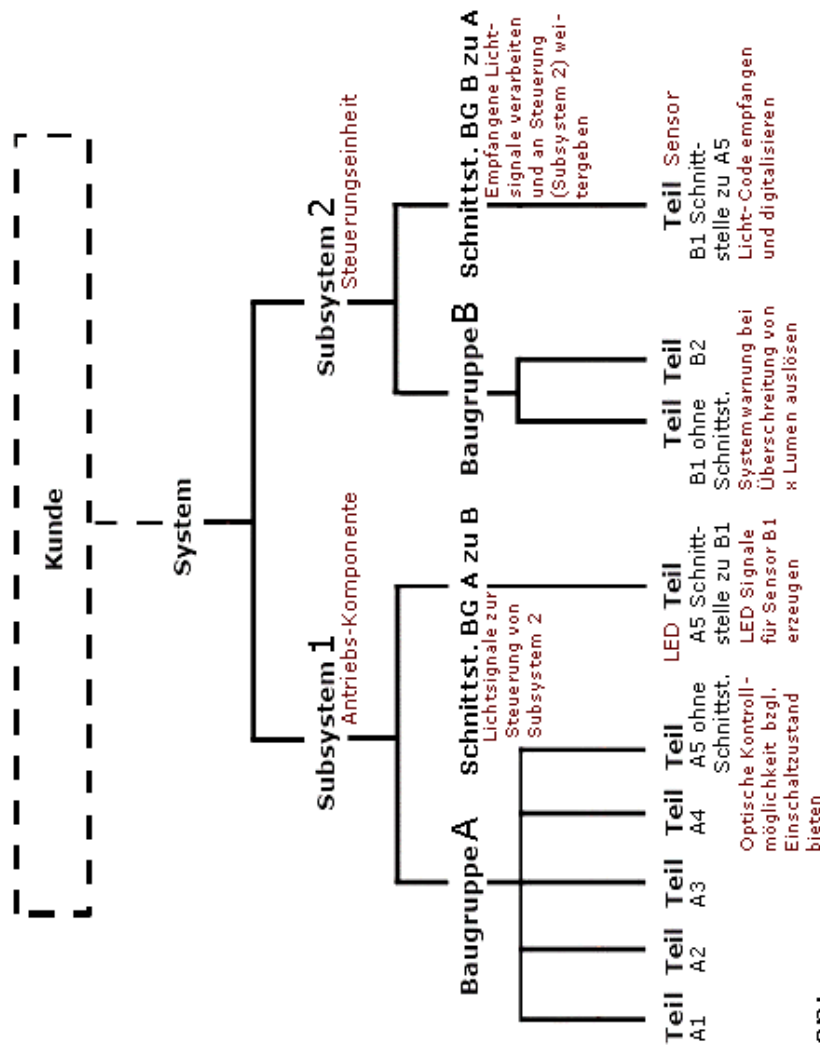 Kunde
System
Subsystem 1
Antriebs-Komponente
Subsystem 2
Steuerungseinheit
Baugruppe A
Schnittst. BG A zu B
Lichtsignale zur
Steuerung von
Subsystem 2
Baugruppe B
Schnittst. BG B zu A
Empfangene Licht-
signale verarbeiten
und an Steuerung
(Subsystem 2) wei-
tergeben
Teil
A1
Teil
A2
Teil
A3
Teil
A4
Teil
A5 ohne
Schnittst.
Optische Kontroll-
möglichkeit bzgl.
Einschaltzustand
bieten
LED Teil
A5 Schnitt-
stelle zu B1
LED Signale
für Sensor B1
erzeugen
Teil
B1 ohne
Schnittst.
Systemwarnung bei
Überschreitung von
x Lumen auslösen
Teil
B2
Teil Sensor
B1 Schnitt-
stelle zu A5
Licht-Code empfangen
und digitalisieren